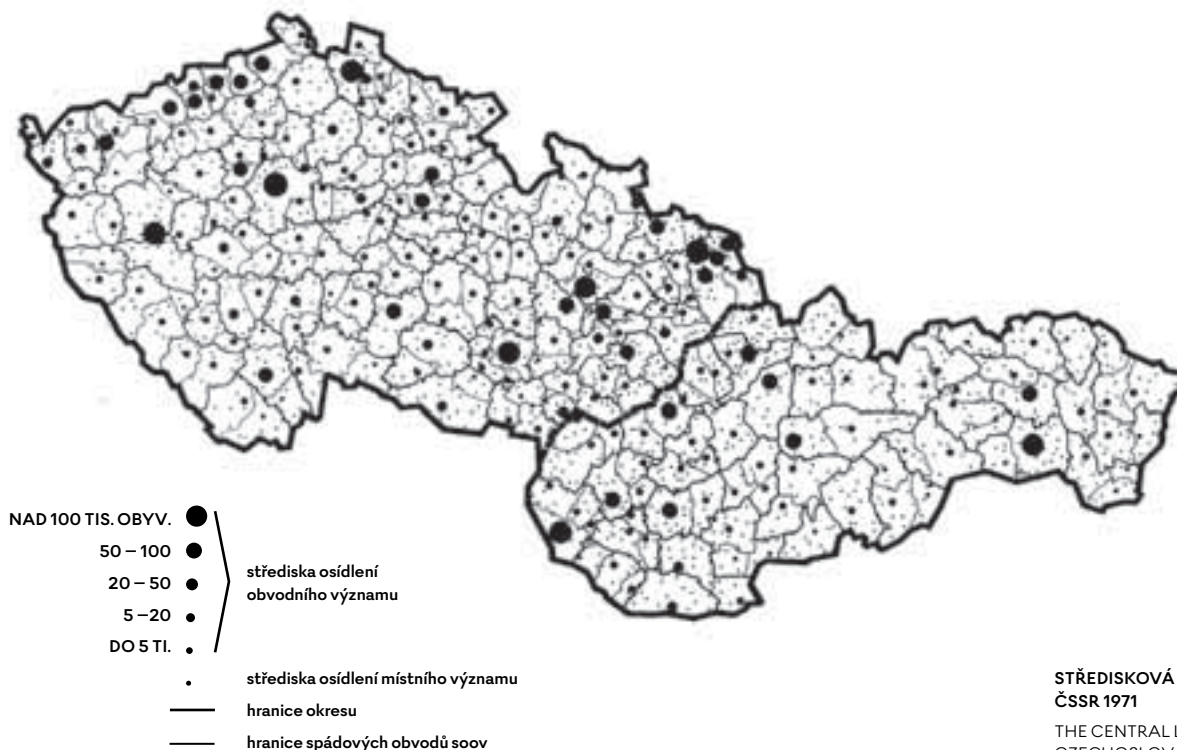 NAD 100 TIS. OBYV.
50 – 100
20 – 50
5 –20
DO 5 TI.
střediska osídlení
obvodního významu
střediska osídlení místního významu
hranice okresu
hranice spádových obvodů soov
STŘEDISKOVÁ
ČSSR 1971
THE CENTRAL